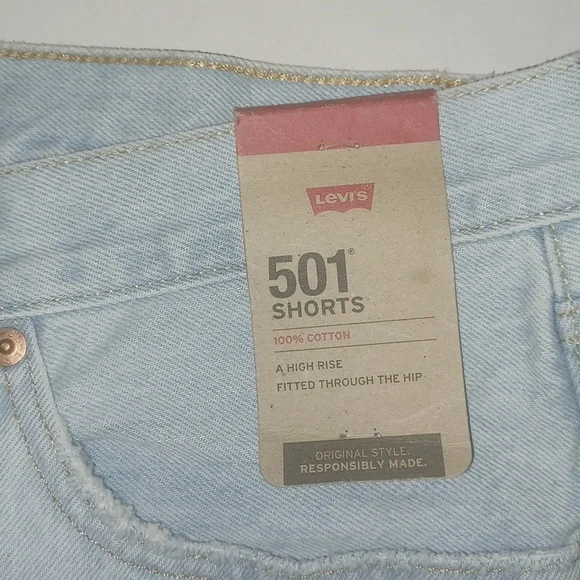 Levi's
501®
SHORTS
100% COTTON
A HIGH RISE
FITTED THROUGH THE HIP
ORIGINAL STYLE.
RESPONSIBLY MADE.